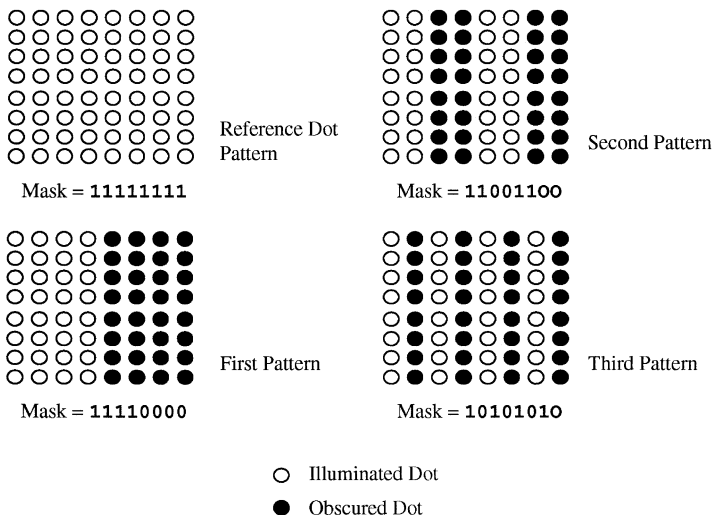 Reference Dot
Pattern
Mask = 11111111
Second Pattern
Mask = 11001100
First Pattern
Mask = 11110000
Third Pattern
Mask = 10101010
Illuminated Dot
Obscured Dot